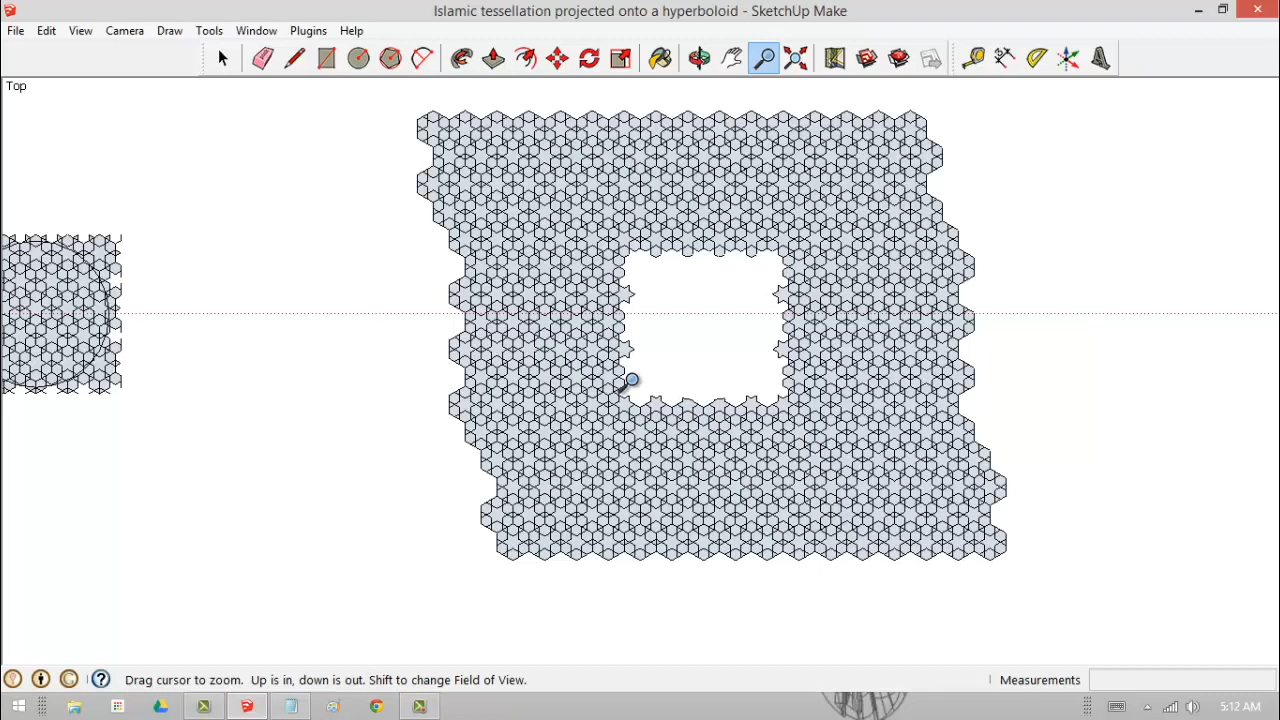 Islamic tessellation projected onto a hyperboloid - SketchUp Make
File Edit View Camera Draw Tools Window Plugins Help
Top
Drag cursor to zoom. Up is in, down is out. Shift to change Field of View.
Measurements
5:12 AM